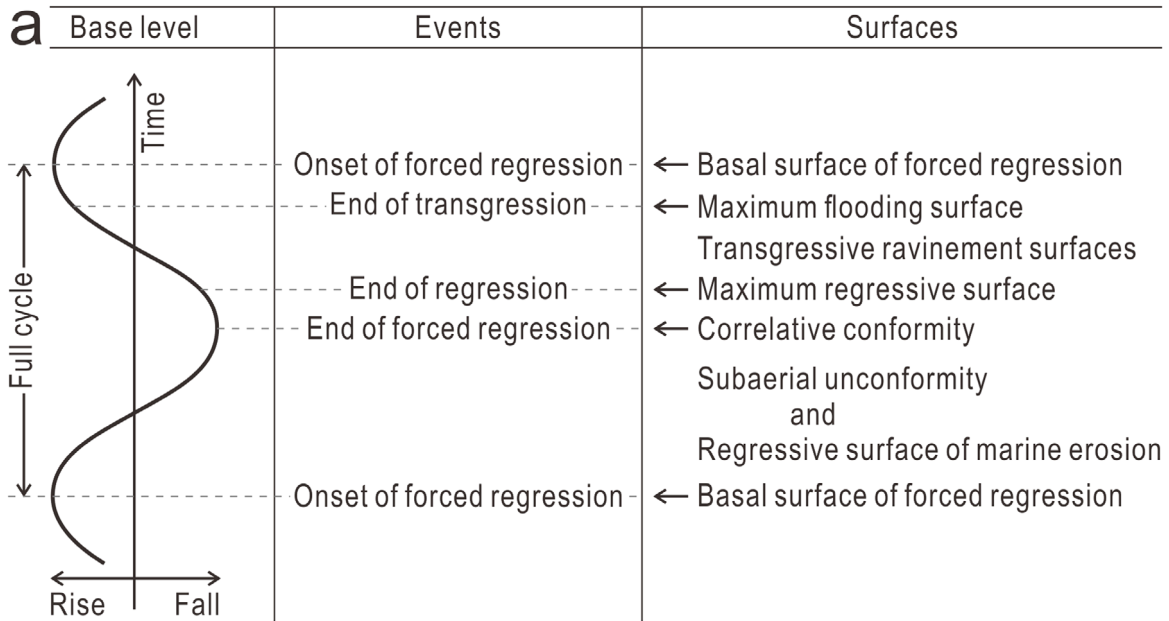 a
Base level Events Surfaces
Time
Onset of forced regression Basal surface of forced regression
End of transgression Maximum flooding surface
Transgressive ravinement surfaces
End of regression Maximum regressive surface
End of forced regression Correlative conformity
Full cycle
Subaerial unconformity
and
Regressive surface of marine erosion
Onset of forced regression Basal surface of forced regression
Rise Fall